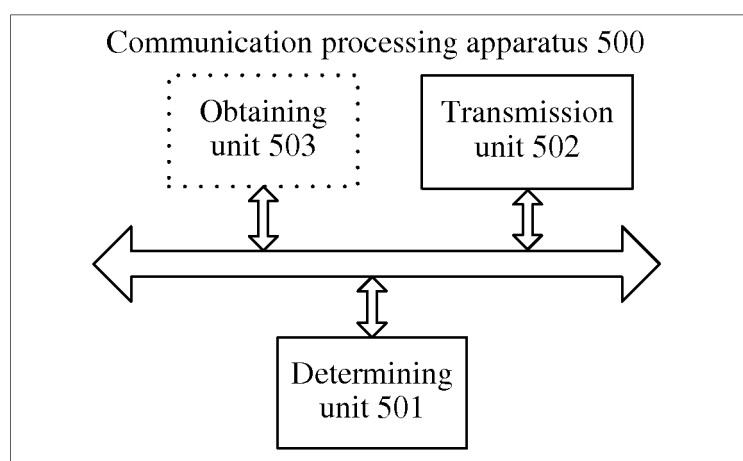 Communication processing apparatus 500
Obtaining
unit 503
Transmission
unit 502
Determining
unit 501